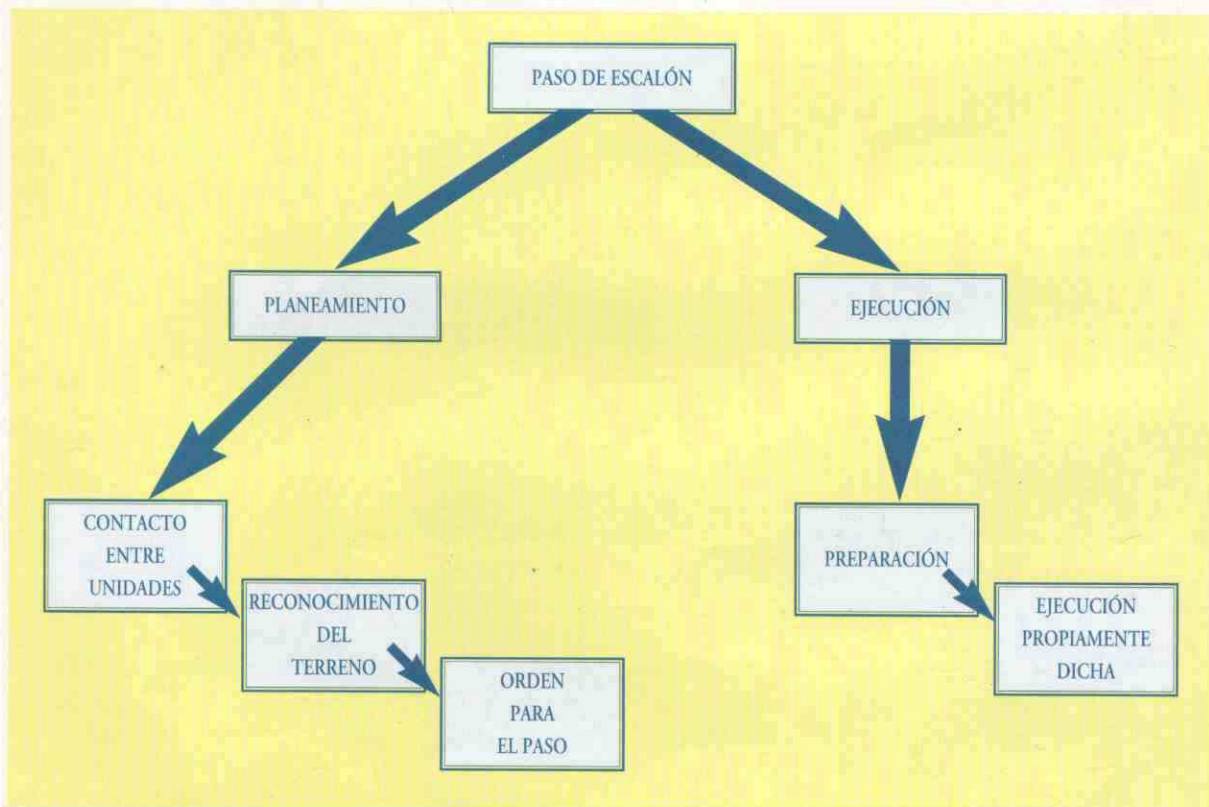 PASO DE ESCALÓN
PLANEAMIENTO
EJECUCIÓN
CONTACTO
ENTRE
UNIDADES
RECONOCIMIENTO
DEL
TERRENO
ORDEN
PARA
EL PASO
PREPARACIÓN
EJECUCIÓN
PROPIAMENTE
DICHA